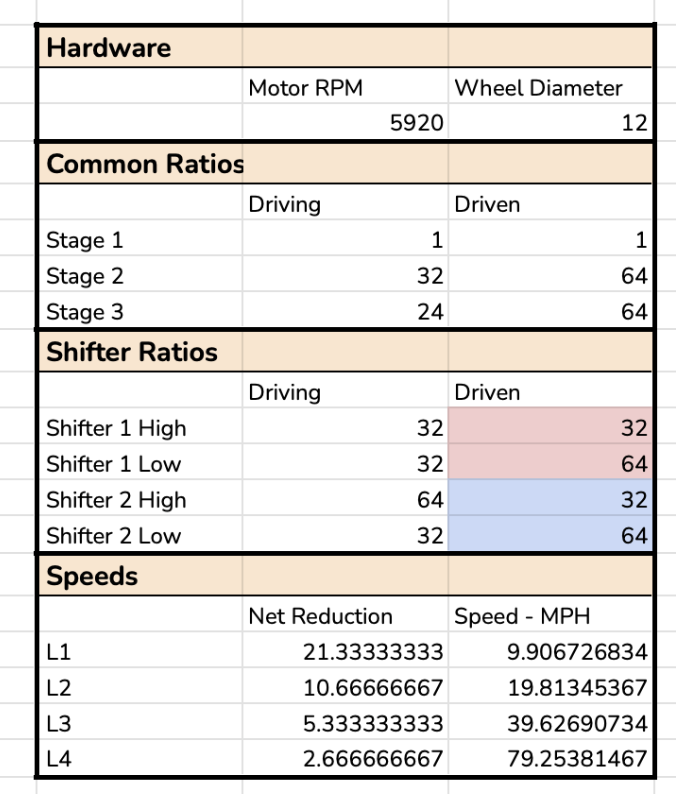 Hardware
Motor RPM Wheel Diameter
5920 12
Common Ratios
Driving Driven
Stage 1 1 1
Stage 2 32 64
Stage 3 24 64
Shifter Ratios
Driving Driven
Shifter 1 High 32 32
Shifter 1 Low 32 64
Shifter 2 High 64 32
Shifter 2 Low 32 64
Speeds
Net Reduction Speed - MPH
L1 21.33333333 9.906726834
L2 10.66666667 19.81345367
L3 5.333333333 39.62690734
L4 2.666666667 79.25381467